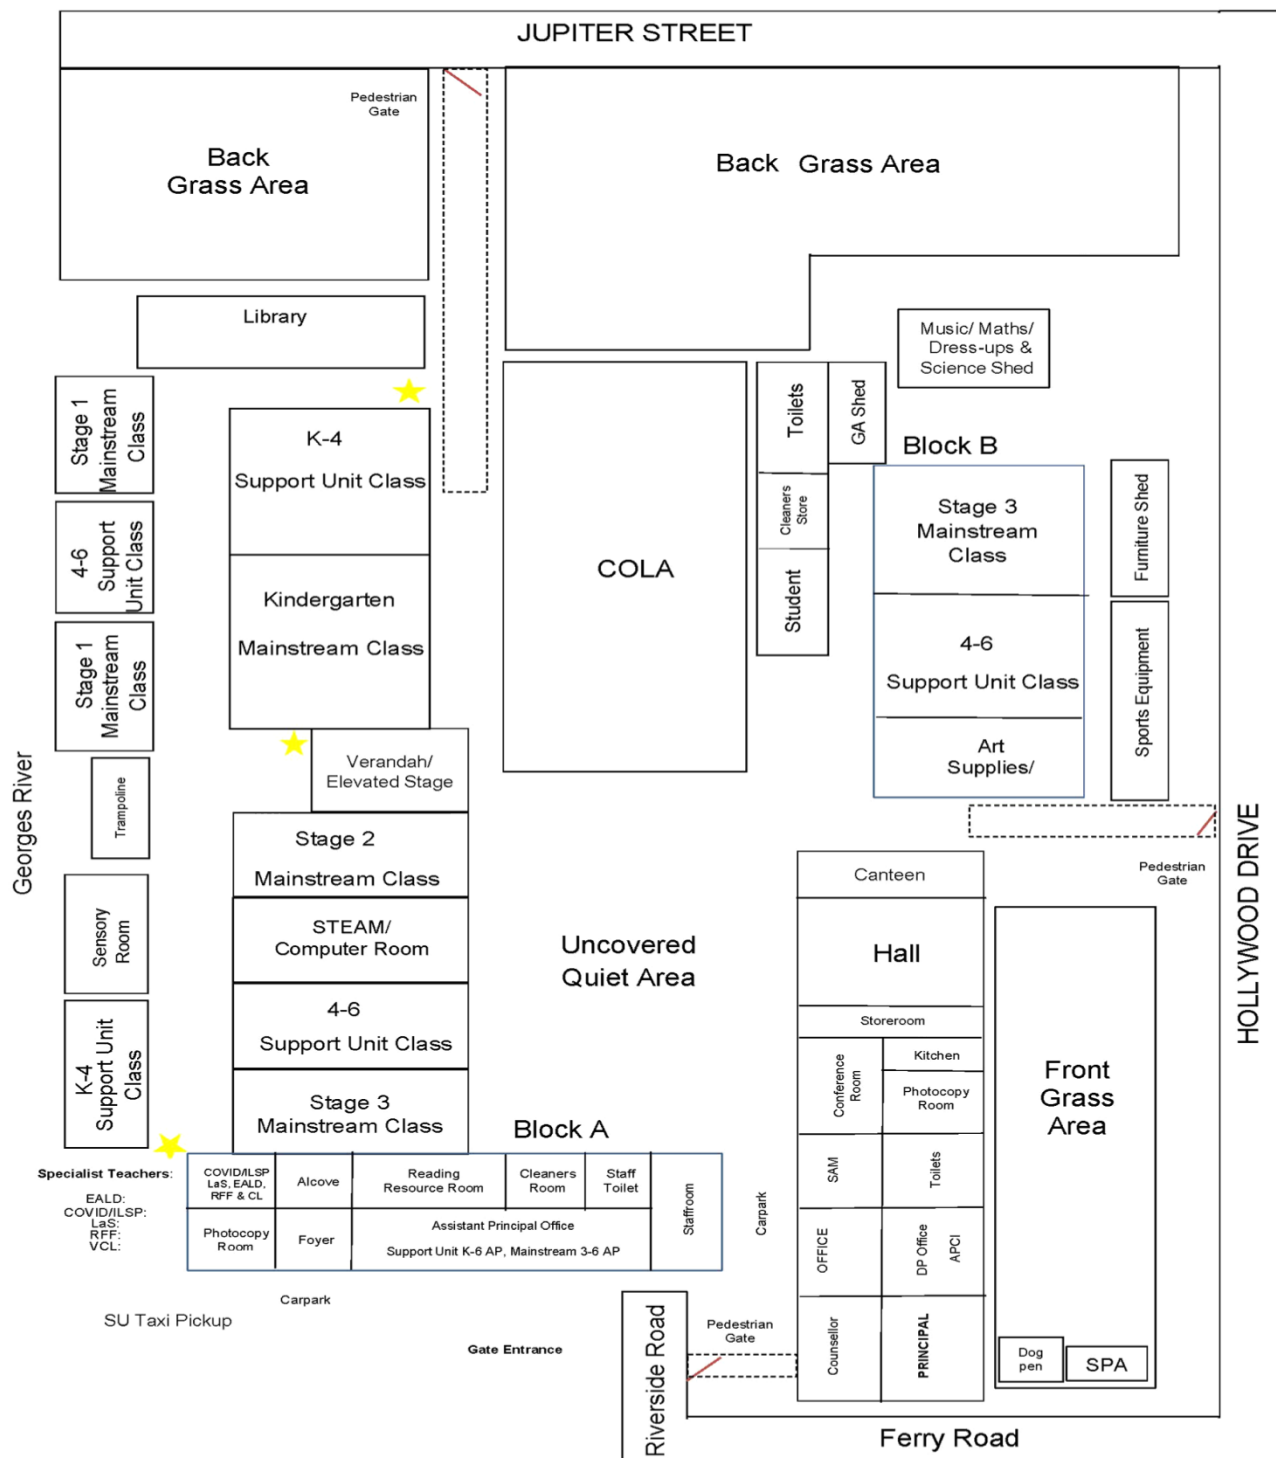 JUPITER STREET
Pedestrian
Gate
Back
Grass Area
Back Grass Area
Library
Music/ Maths/
Dress-ups &
Science Shed
Stage 1
Mainstream
Class
K-4
Support Unit Class
Toilets
GA Shed
Block B
Cleaners
Store
Student
Stage 3
Mainstream
Class
Furniture Shed
4-6
Support
Unit Class
COLA
Kindergarten
Mainstream Class
Stage 1
Mainstream
Class
4-6
Support Unit Class
Sports Equipment
Art
Supplies/
Georges River
Trampoline
Verandah/
Elevated Stage
Stage 2
Mainstream Class
Canteen
Pedestrian
Gate
HOLLYWOOD DRIVE
Sensory
Room
STEAM/
Computer Room
Uncovered
Quiet Area
Hall
Storeroom
K-4
Support Unit
Class
4-6
Support Unit Class
Conference
Room
Kitchen
Photocopy
Room
Front
Grass
Area
Stage 3
Mainstream Class
Block A
SAM
Toilets
Specialist Teachers:
EALD:
COVID/ILSP:
LaS:
RFF:
VCL:
COVID/ILSP
LaS, EALD,
RFF & CL
Alcove
Reading
Resource Room
Cleaners
Room
Staff
Toilet
Staffroom
Carpark
Photocopy
Room
Foyer
Assistant Principal Office
Support Unit K-6 AP, Mainstream 3-6 AP
OFFICE
DP Office
APCI
Carpark
SU Taxi Pickup
Gate Entrance
Riverside Road
Pedestrian
Gate
Counsellor
PRINCIPAL
Dog
pen
SPA
Ferry Road